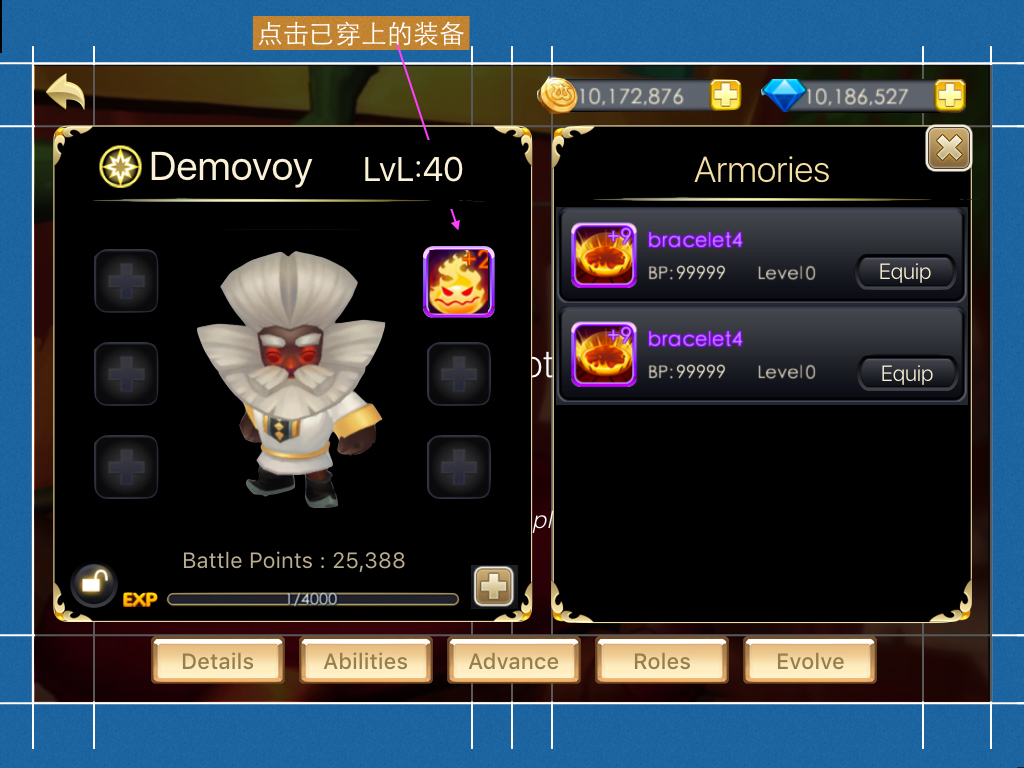 点击已穿上的装备
10,172,876
10,186,527
Demovoy LvL:40
+2
Battle Points : 25,388
EXP 1/4000
Armories
+9
bracelet4
BP:99999 Level0
Equip
+9
bracelet4
BP:99999 Level0
Equip
ot
pl
Details
Abilities
Advance
Roles
Evolve